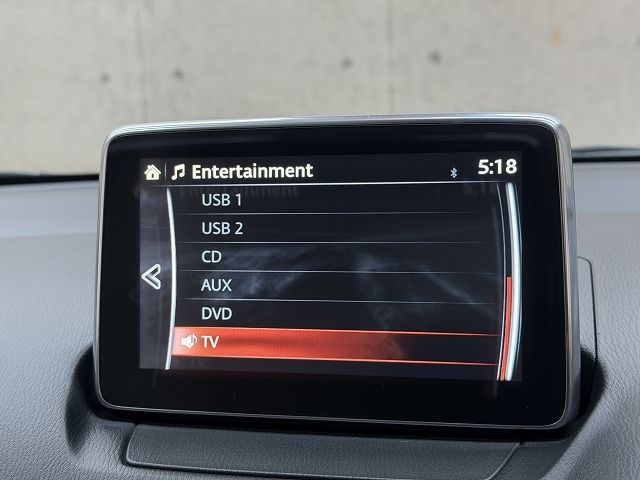 Entertainment 5:18
USB 1
USB 2
CD
AUX
DVD
TV